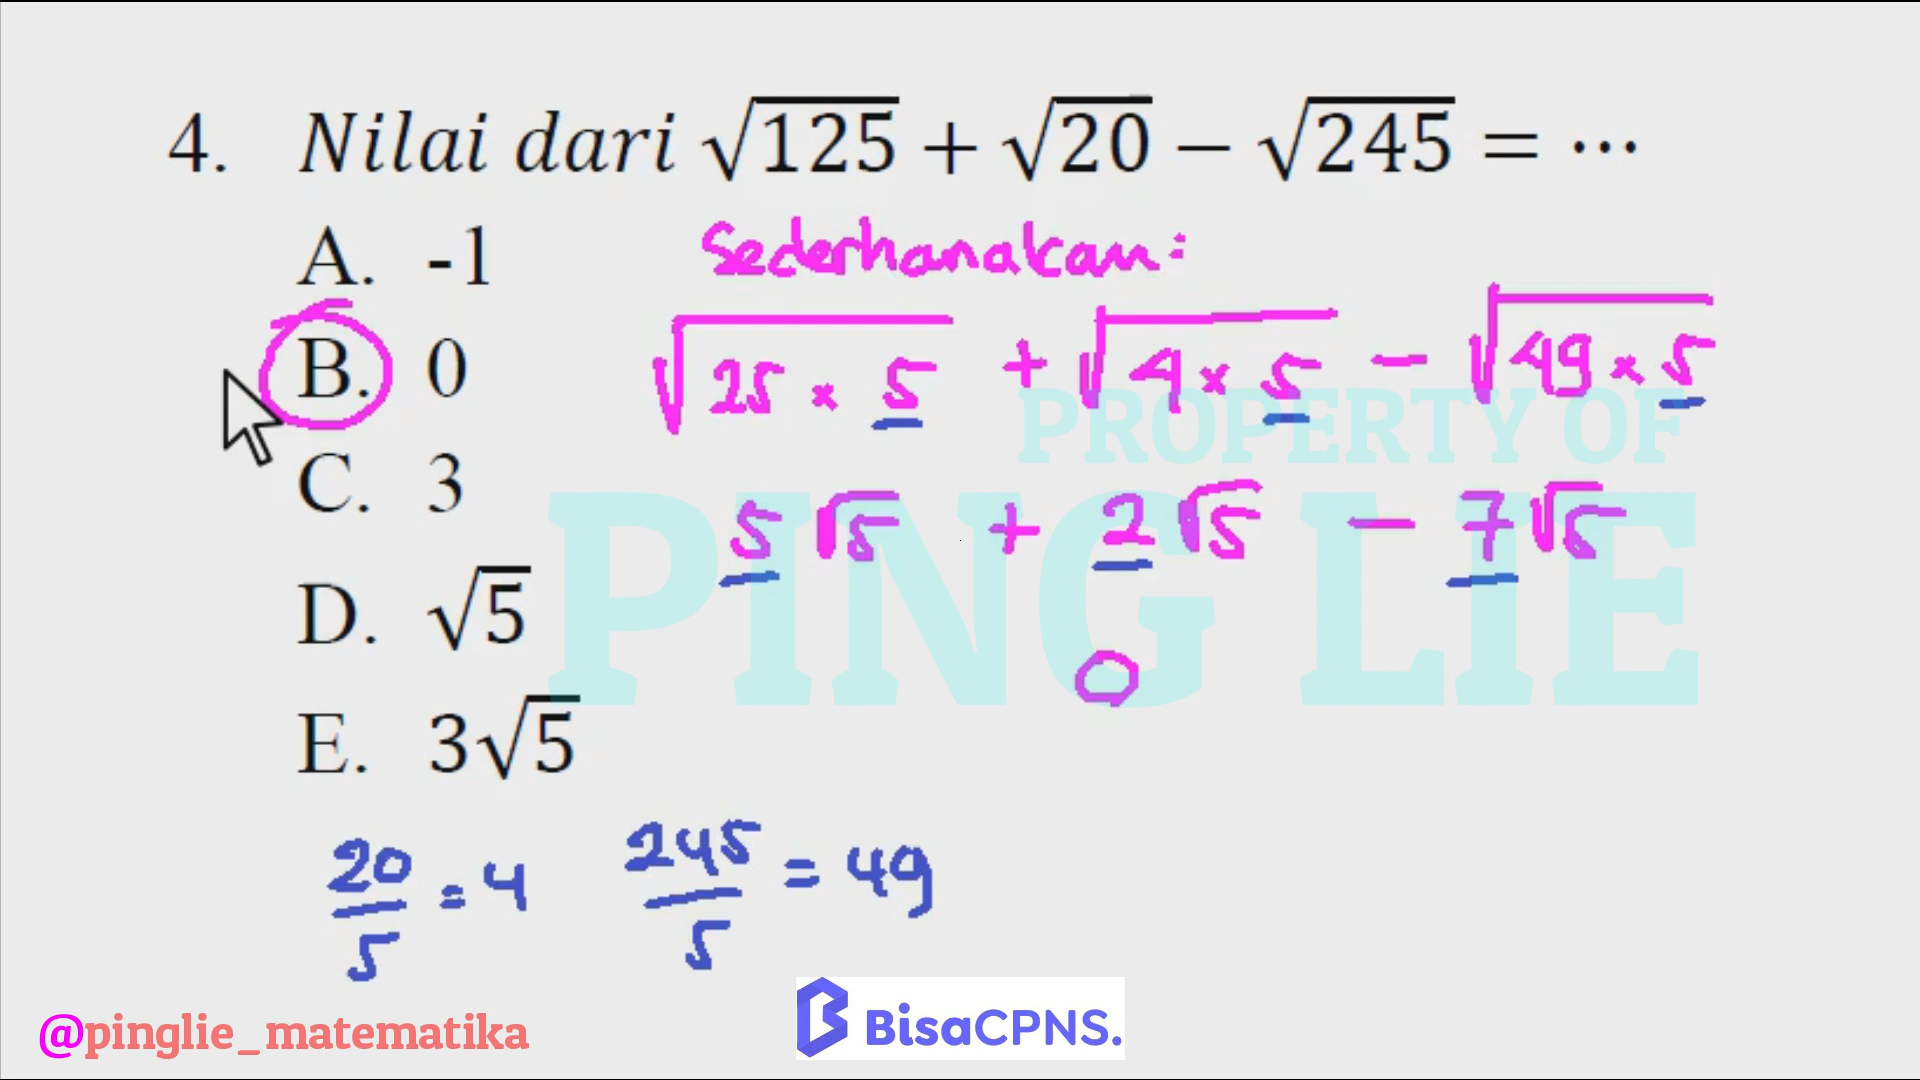 4. Nilai dari √125 + √20 − √245 = ⋯
A. -1
Sederhanakan:
B. 0
√25 × 5 + √4 × 5 − √49 × 5
PROPERTY OF
C. 3
5√5 + 2√5 − 7√5
PING LIE
D. √5
0
E. 3√5
20/5 = 4 245/5 = 49
@pinglie_matematika
BisaCPNS.